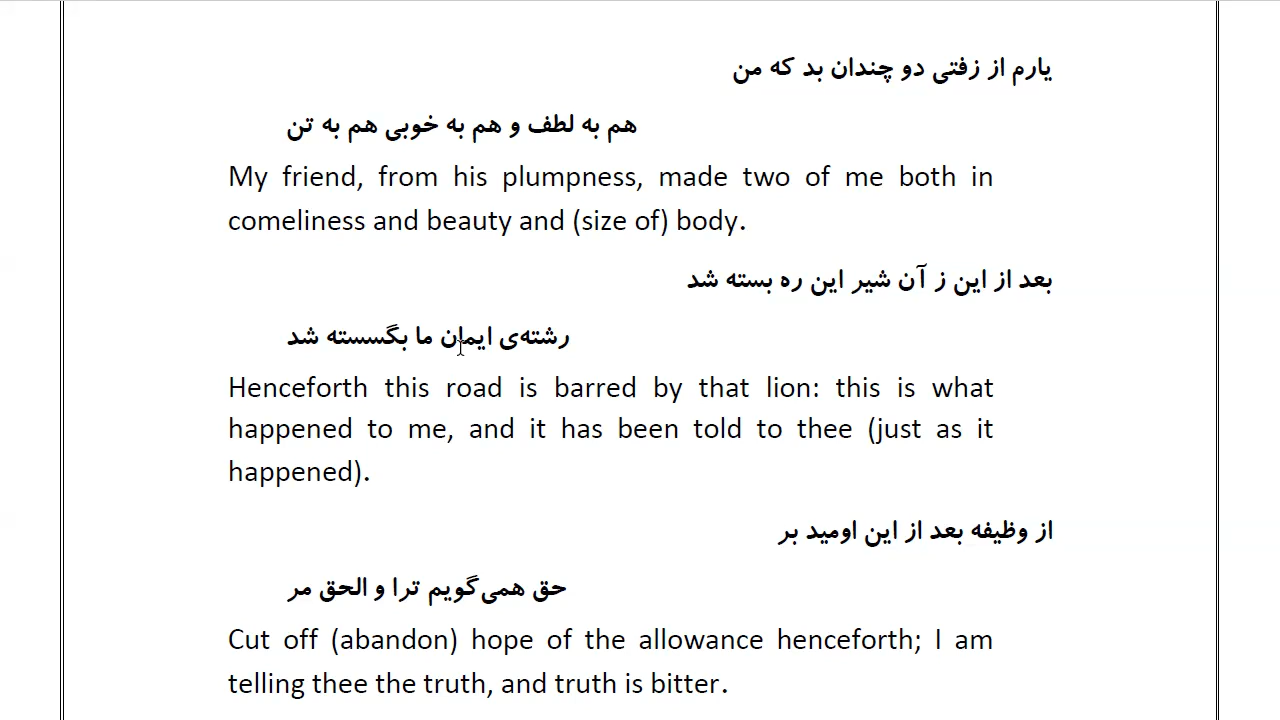 یارم از زفتی دو چندان بد که من
هم به لطف و هم به خوبی هم به تن
My friend, from his plumpness, made two of me both in
comeliness and beauty and (size of) body.
بعد از این ز آن شیر این ره بسته شد
رشته‌ی ایمان ما بگسسته شد
Henceforth this road is barred by that lion: this is what
happened to me, and it has been told to thee (just as it
happened).
از وظیفه بعد از این اومید بر
حق همی‌گویم ترا و الحق مر
Cut off (abandon) hope of the allowance henceforth; I am
telling thee the truth, and truth is bitter.